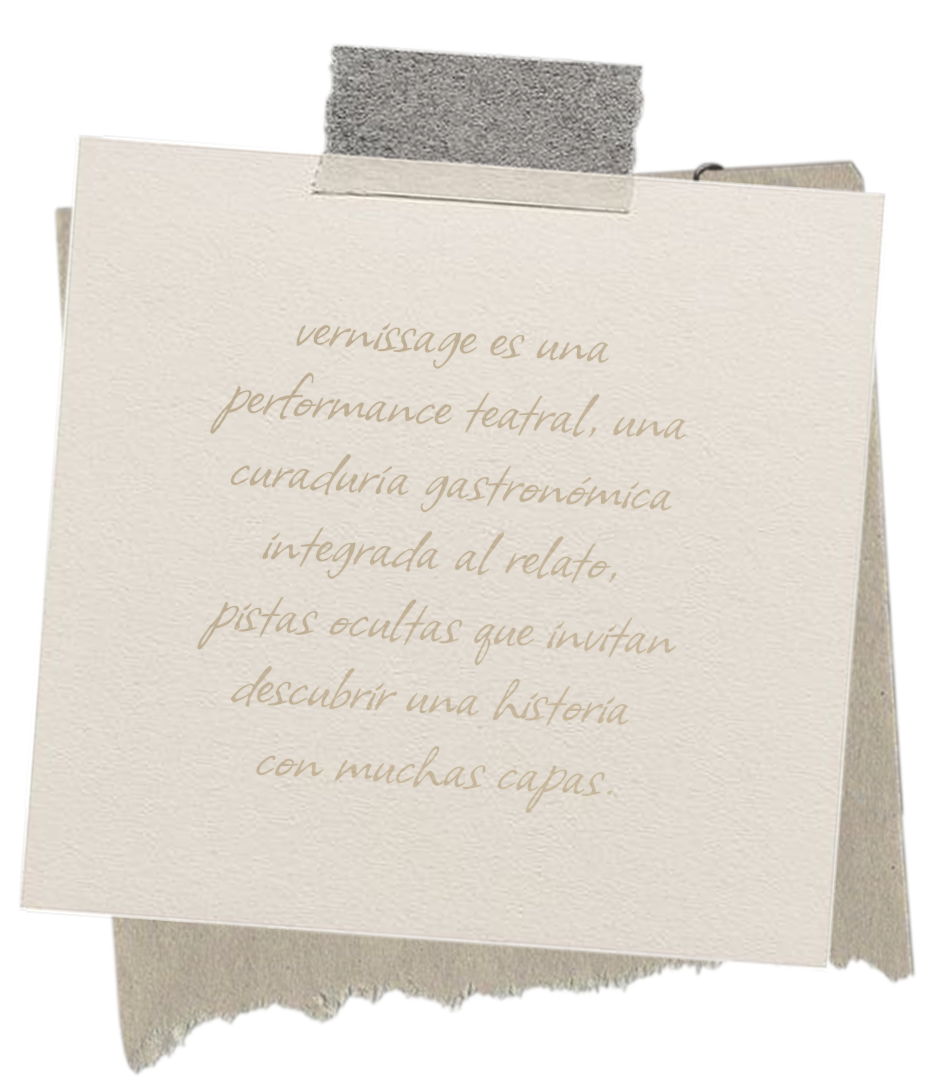 vernissage es una
performance teatral, una
curaduría gastronómica
integrada al relato,
pistas ocultas que invitan
descubrir una historia
con muchas capas.